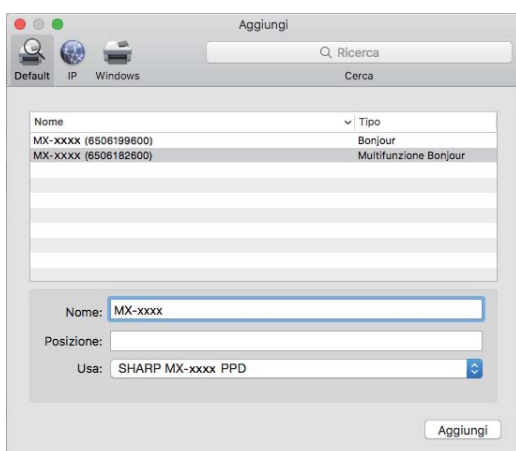 Aggiungi
Ricerca
Default IP Windows Cerca
Nome Tipo
MX-xxxx (6506199600) Bonjour
MX-XXXX (6506182600) Multifunzione Bonjour
Nome: MX-xxxx
Posizione:
Usa: SHARP MX-xxxx PPD
Aggiungi